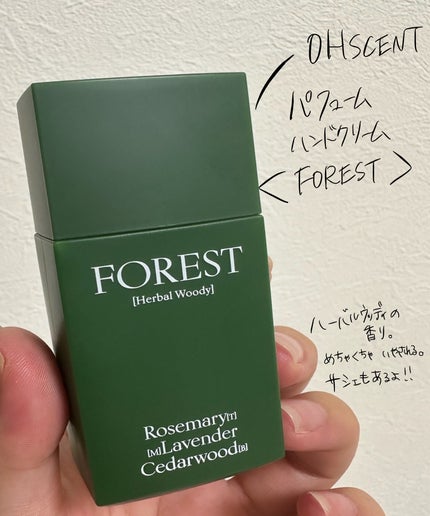 OHSCENT
パフューム
ハンドクリーム
<FOREST>
FOREST
[Herbal Woody]
ハーバルウッディの
香り。
めちゃくちゃ いやされる。
サシェもあるよ!!
Rosemary[T]
[M]Lavender
Cedarwood[B]